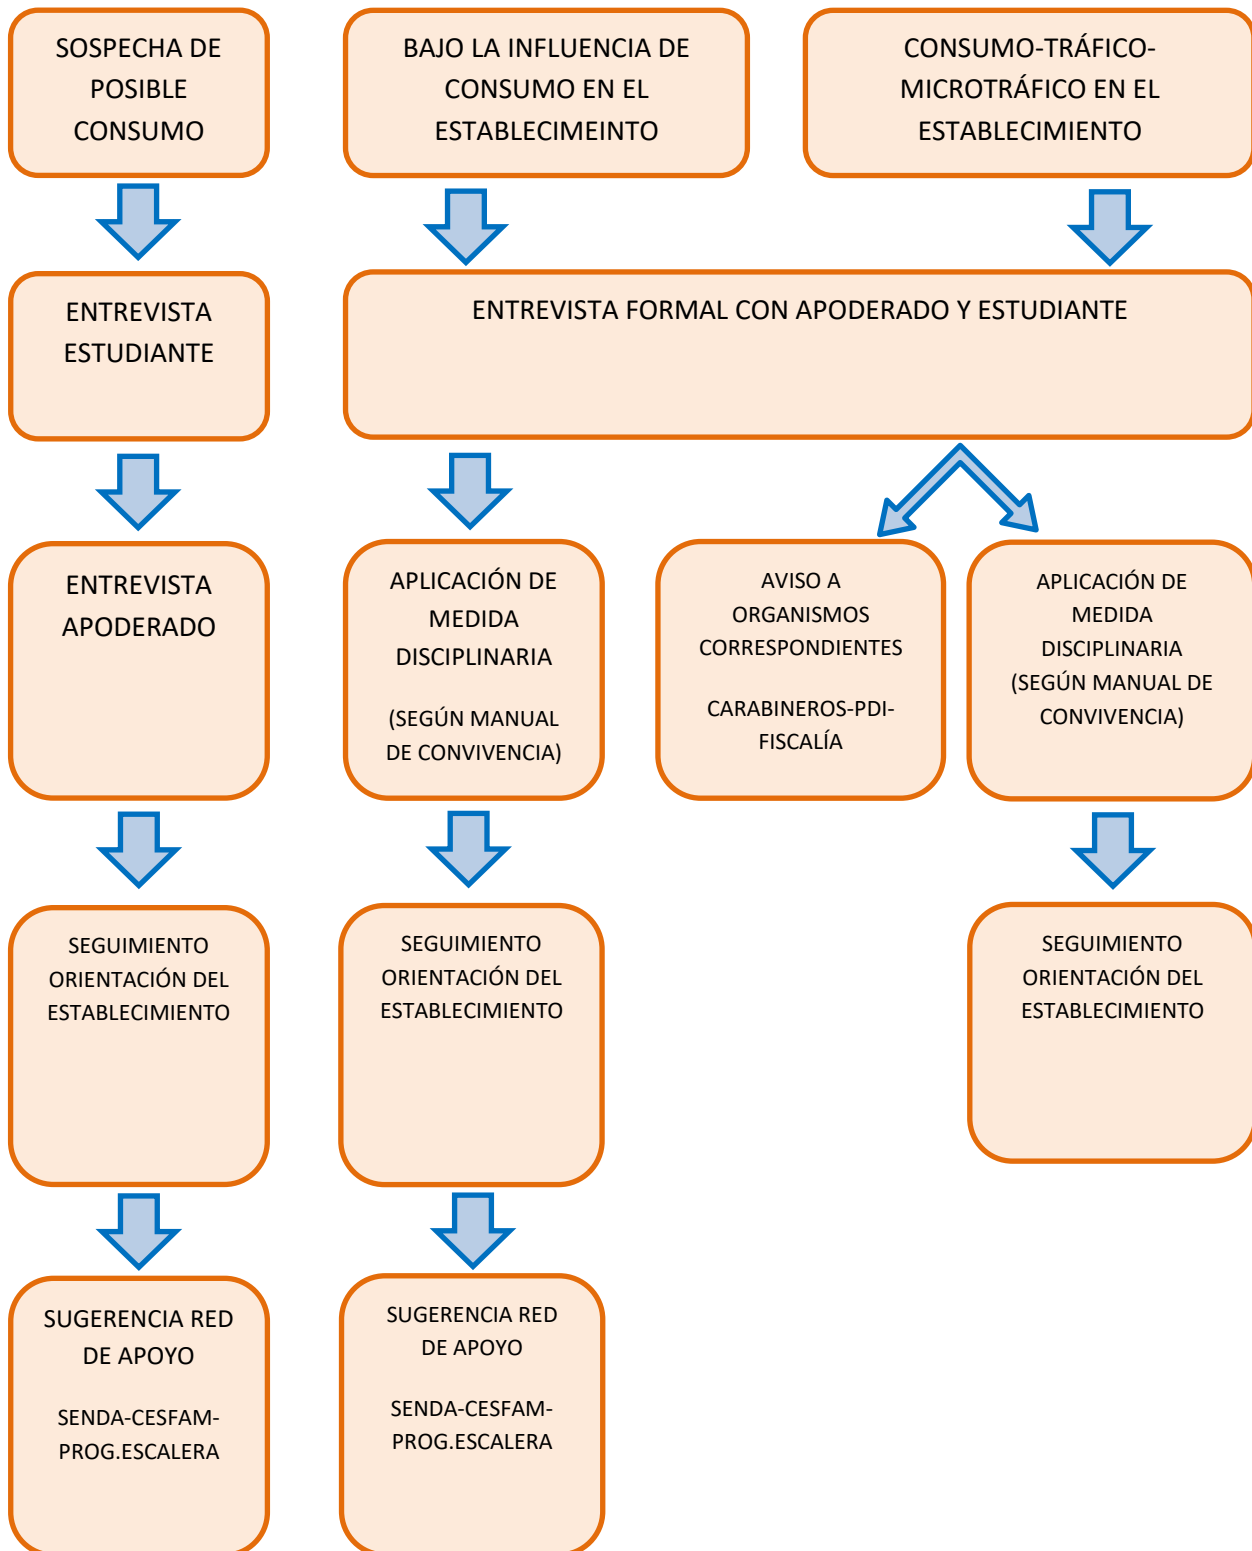 SOSPECHA DE
POSIBLE
CONSUMO
BAJO LA INFLUENCIA DE
CONSUMO EN EL
ESTABLECIMEINTO
CONSUMO-TRÁFICO-
MICROTRÁFICO EN EL
ESTABLECIMIENTO
ENTREVISTA
ESTUDIANTE
ENTREVISTA FORMAL CON APODERADO Y ESTUDIANTE
ENTREVISTA
APODERADO
APLICACIÓN DE
MEDIDA
DISCIPLINARIA
(SEGÚN MANUAL
DE CONVIVENCIA)
AVISO A
ORGANISMOS
CORRESPONDIENTES
CARABINEROS-PDI-
FISCALÍA
APLICACIÓN DE
MEDIDA
DISCIPLINARIA
(SEGÚN MANUAL DE
CONVIVENCIA)
SEGUIMIENTO
ORIENTACIÓN DEL
ESTABLECIMIENTO
SEGUIMIENTO
ORIENTACIÓN DEL
ESTABLECIMIENTO
SEGUIMIENTO
ORIENTACIÓN DEL
ESTABLECIMIENTO
SUGERENCIA RED
DE APOYO
SENDA-CESFAM-
PROG.ESCALERA
SUGERENCIA RED
DE APOYO
SENDA-CESFAM-
PROG.ESCALERA